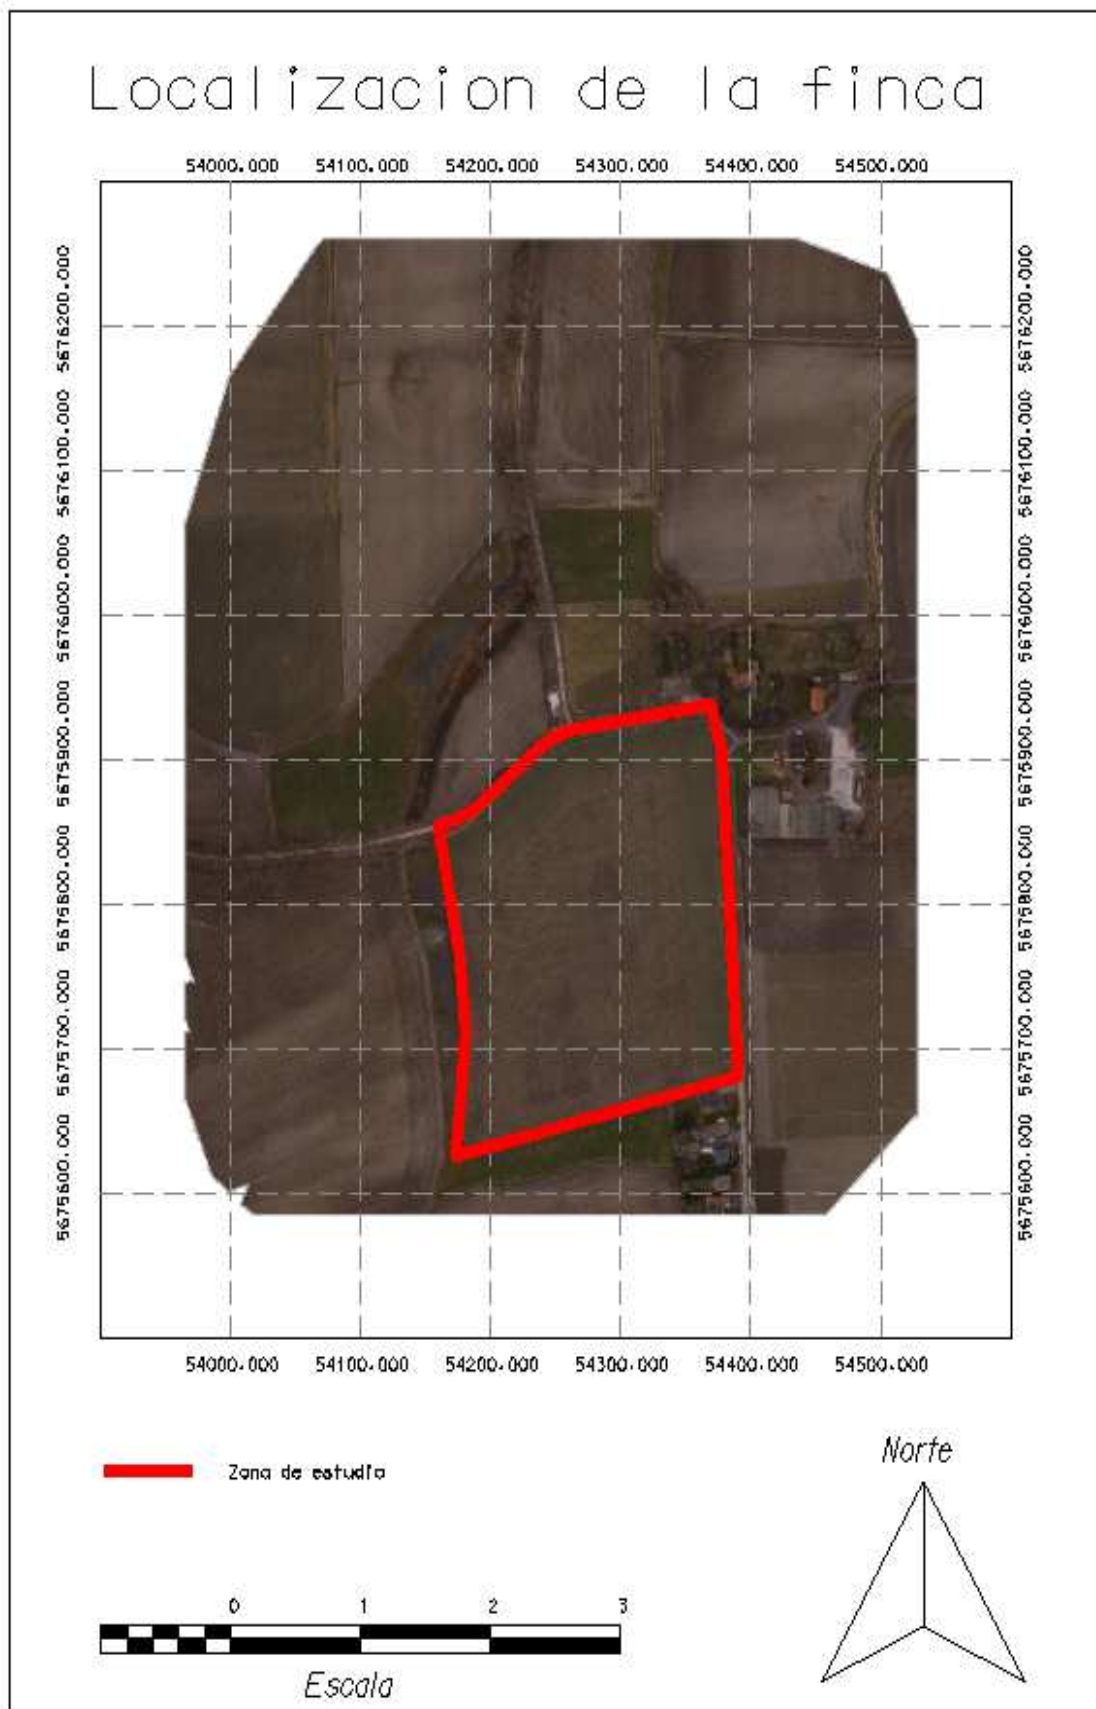 Localizacion de la finca
54000.000 54100.000 54200.000 54300.000 54400.000 54500.000
5676200.000 5676200.000
5676100.000 5676100.000
5676000.000 5676000.000
5675900.000 5675900.000
5675800.000 5675800.000
5675700.000 5675700.000
5675600.000 5675600.000
54000.000 54100.000 54200.000 54300.000 54400.000 54500.000
Zona de estudio
Norte
0 1 2 3
Escala